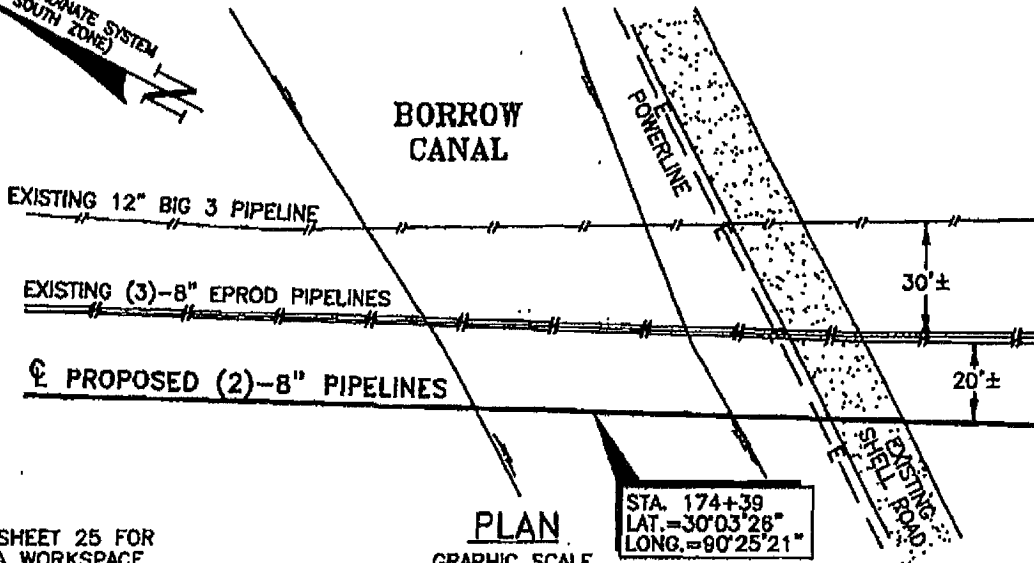 SYSTEM
SOUTH ZONE)
N
BORROW
CANAL
E
POWERLINE
EXISTING 12" BIG 3 PIPELINE
E
30'±
EXISTING (3)-8" EPROD PIPELINES
℄ PROPOSED (2)-8" PIPELINES
20'±
E
EXISTING
SHELL ROAD
STA. 174+39
LAT.=30°03'26"
LONG.=90°25'21"
SHEET 25 FOR
WORKSPACE
PLAN
GRAPHIC SCALE